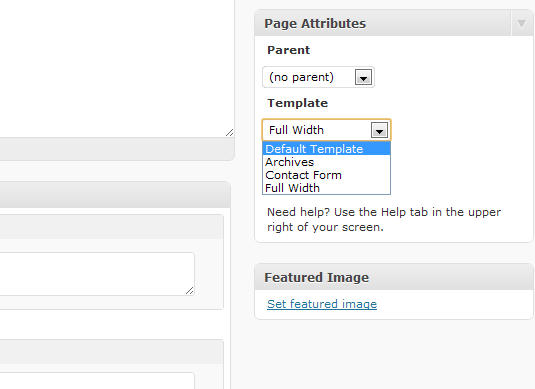 Page Attributes
Parent
(no parent)
Template
Full Width
Default Template
Archives
Contact Form
Full Width
Need help? Use the Help tab in the upper
right of your screen.
Featured Image
Set featured image